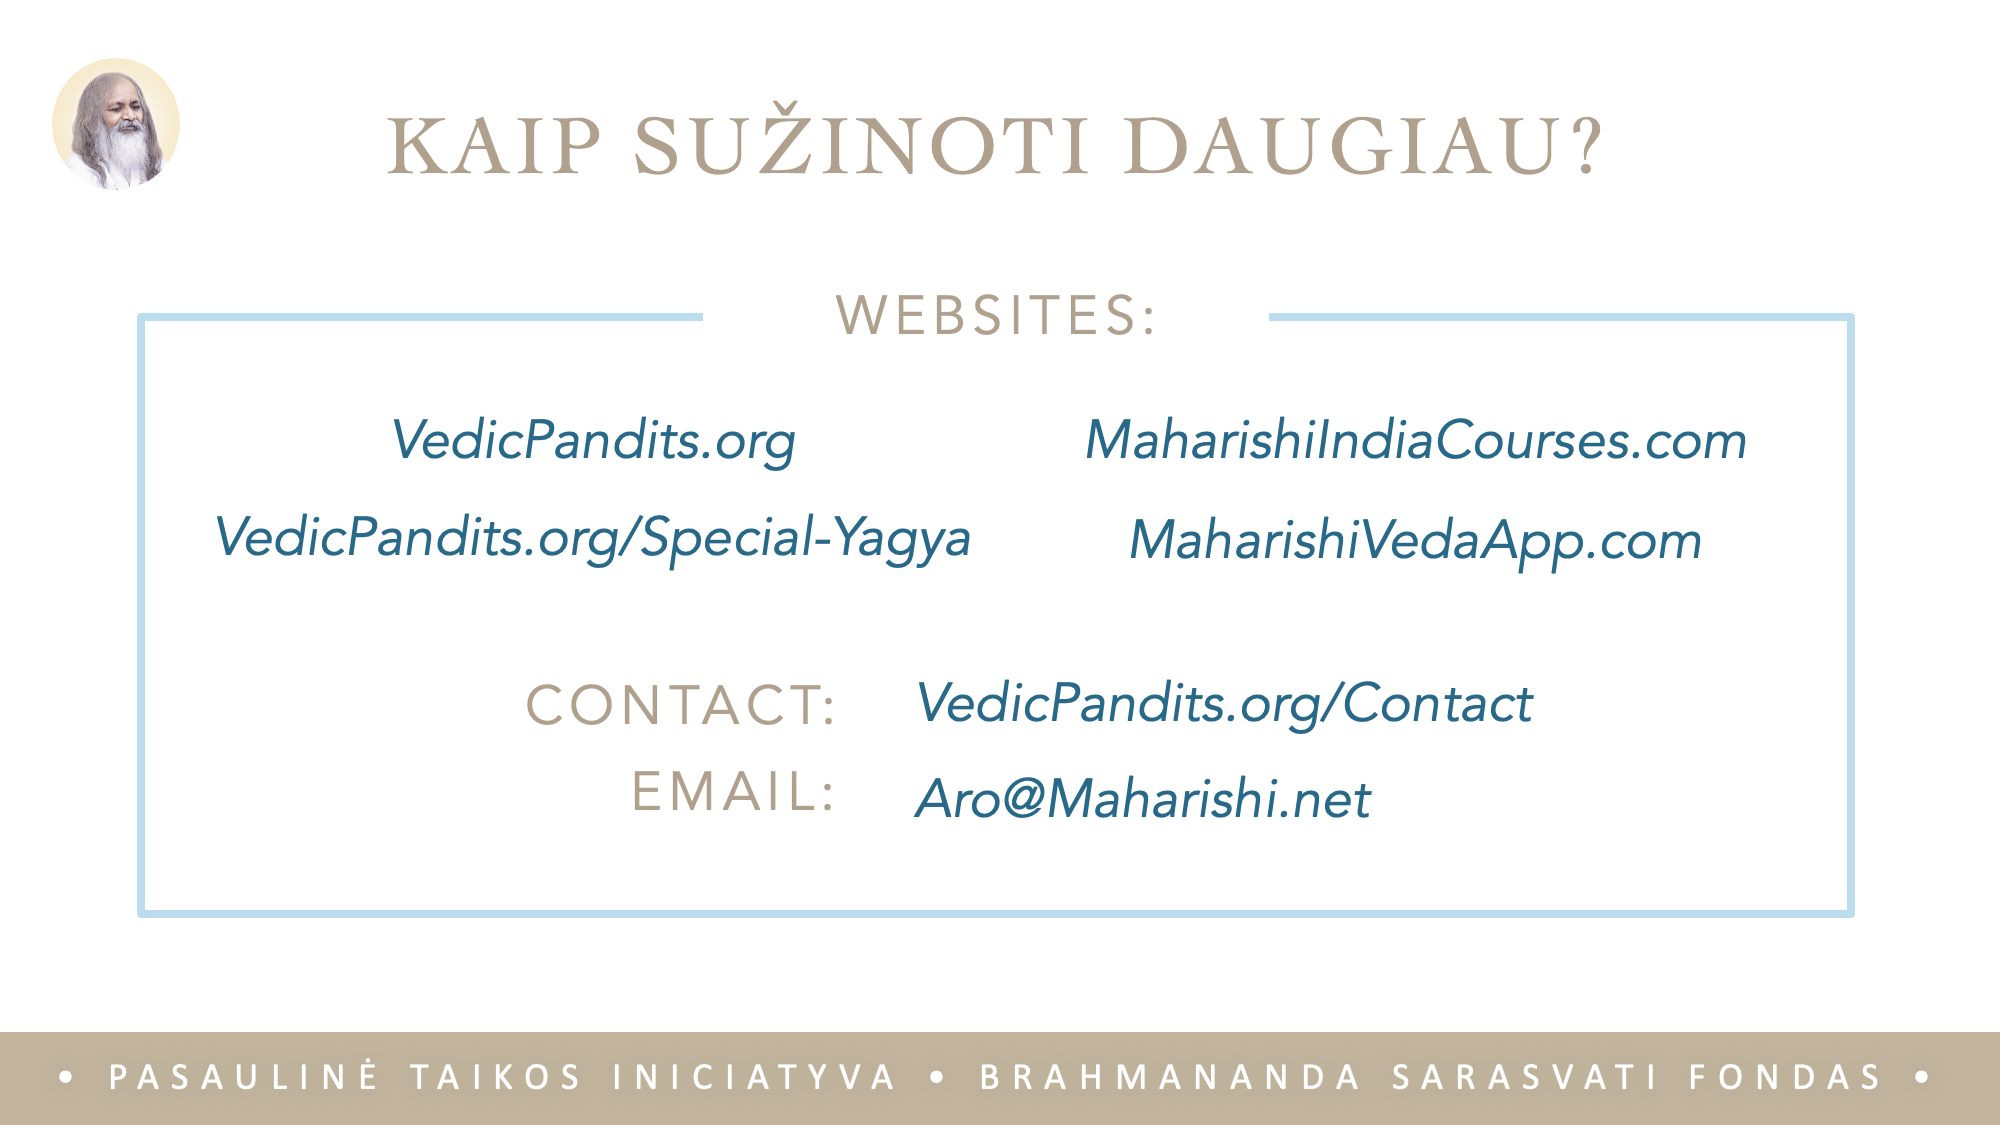 KAIP SUŽINOTI DAUGIAU?
WEBSITES:
VedicPandits.org
MaharishiIndiaCourses.com
VedicPandits.org/Special-Yagya
MaharishiVedaApp.com
CONTACT: VedicPandits.org/Contact
EMAIL: Aro@Maharishi.net
• PASAULINĖ TAIKOS INICIATYVA • BRAHMANANDA SARASVATI FONDAS •